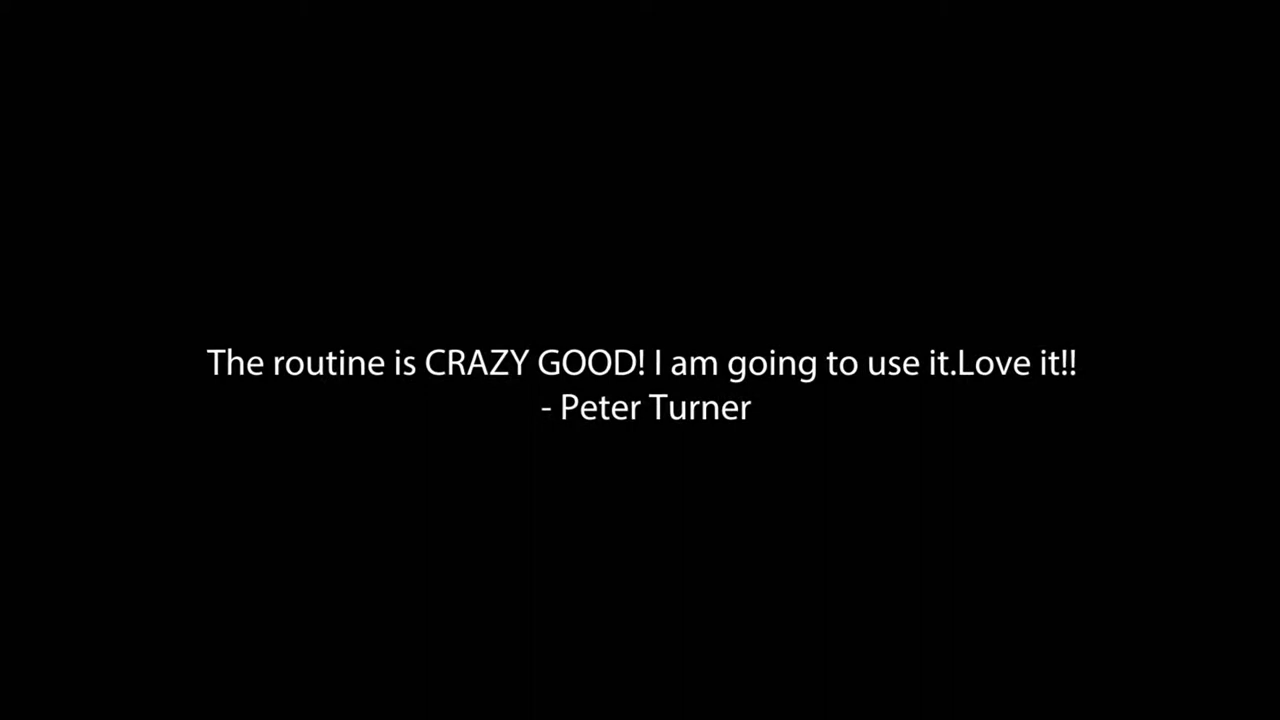 The routine is CRAZY GOOD! I am going to use it.Love it!!
- Peter Turner